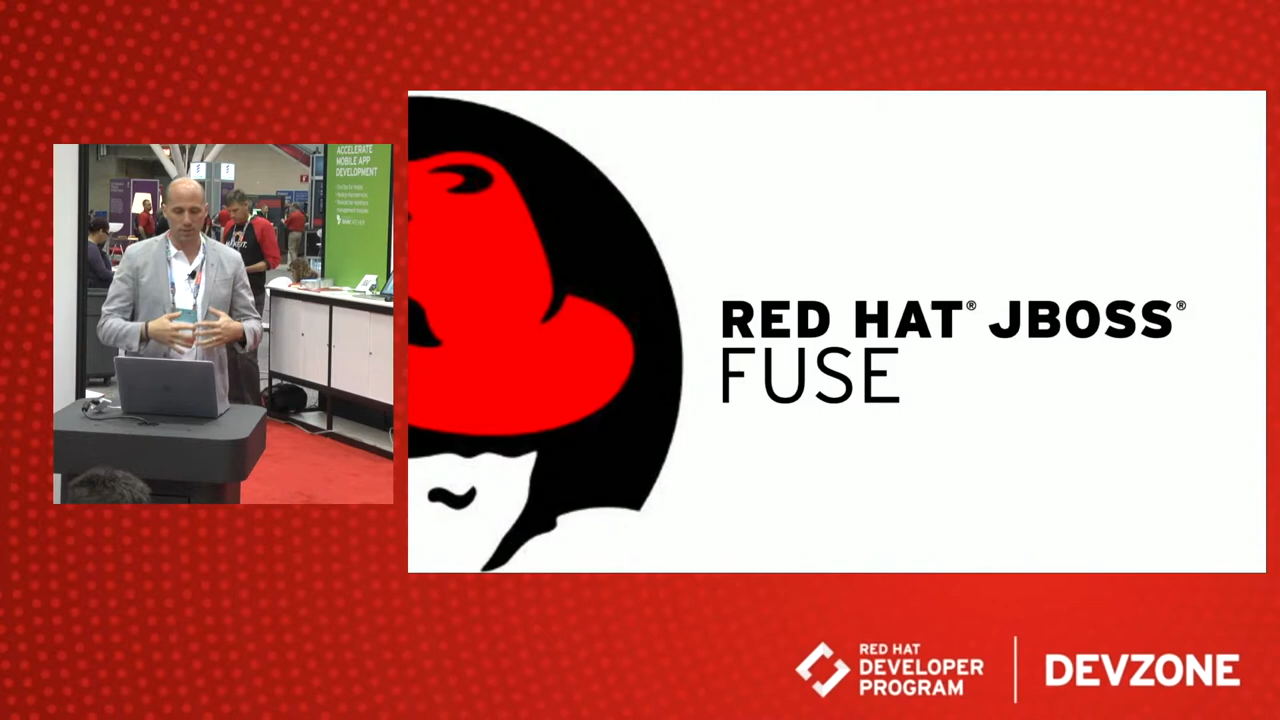 ACCELERATE
MOBILE APP
DEVELOPMENT
RED HAT® JBOSS®
FUSE
RED HAT
DEVELOPER
PROGRAM
DEVZONE